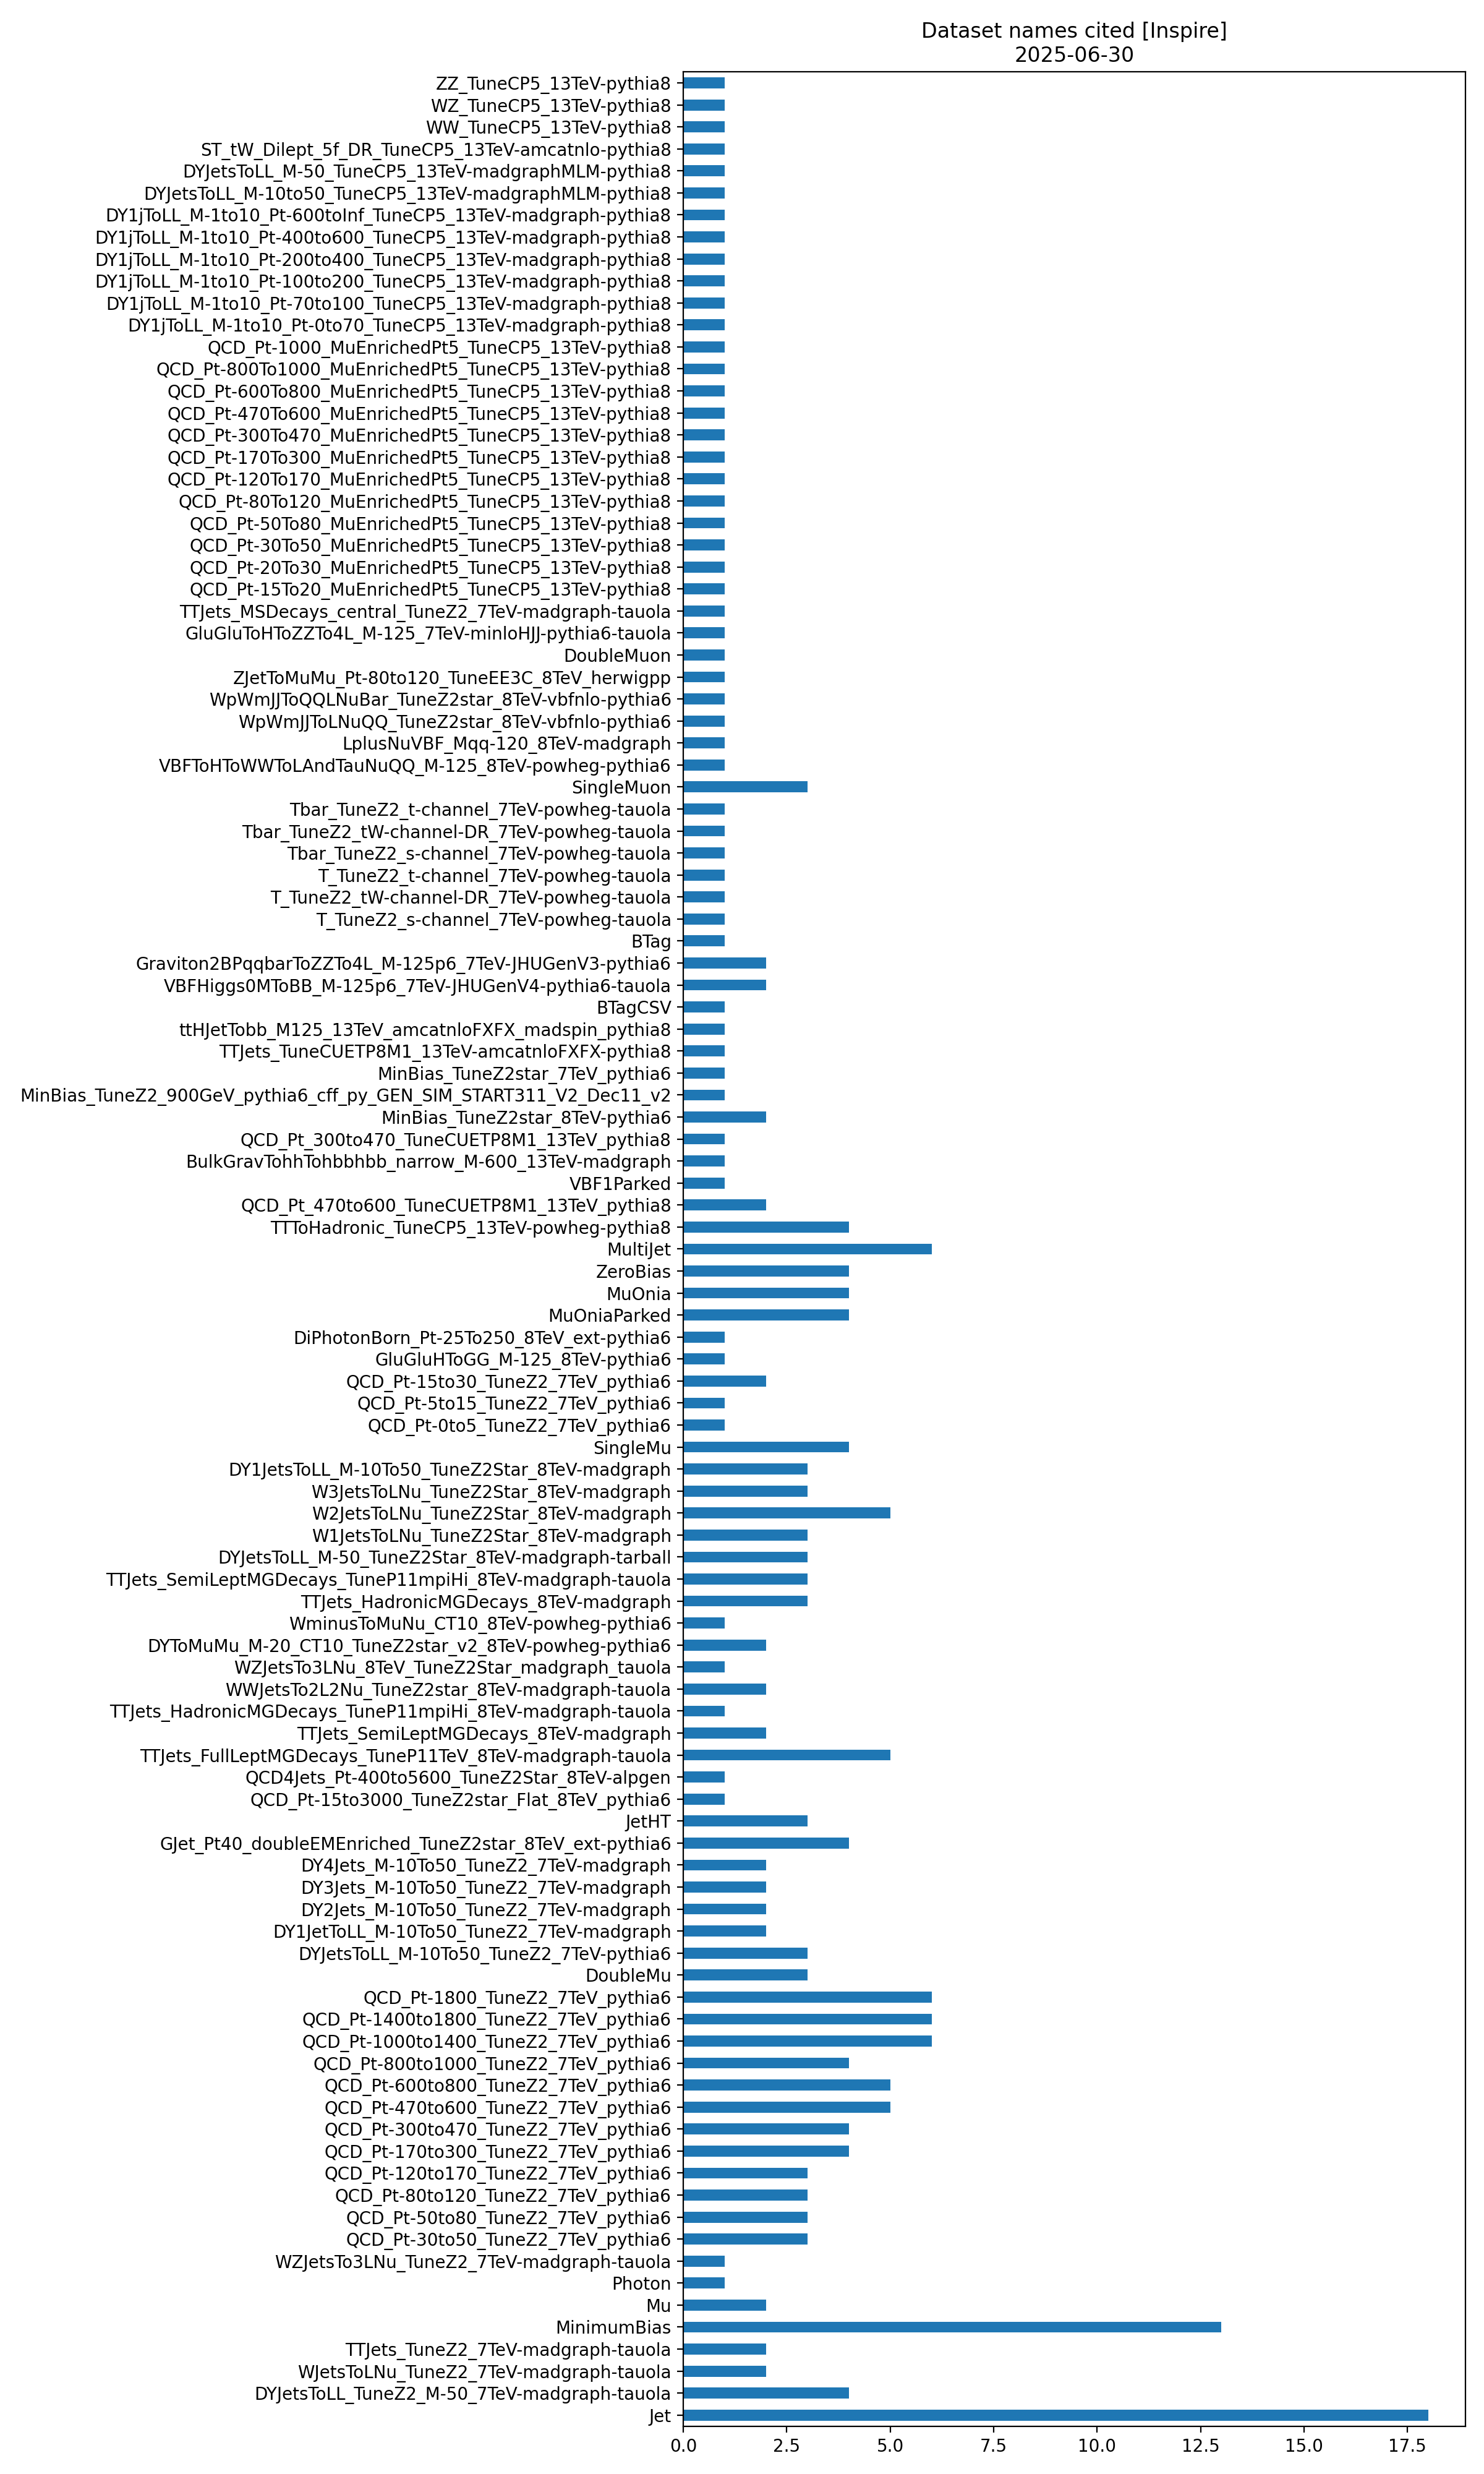 Dataset names cited [Inspire]
2025-06-30
ZZ_TuneCP5_13TeV-pythia8
WZ_TuneCP5_13TeV-pythia8
WW_TuneCP5_13TeV-pythia8
ST_tW_Dilept_5f_DR_TuneCP5_13TeV-amcatnlo-pythia8
DYJetsToLL_M-50_TuneCP5_13TeV-madgraphMLM-pythia8
DYJetsToLL_M-10to50_TuneCP5_13TeV-madgraphMLM-pythia8
DY1jToLL_M-1to10_Pt-600toInf_TuneCP5_13TeV-madgraph-pythia8
DY1jToLL_M-1to10_Pt-400to600_TuneCP5_13TeV-madgraph-pythia8
DY1jToLL_M-1to10_Pt-200to400_TuneCP5_13TeV-madgraph-pythia8
DY1jToLL_M-1to10_Pt-100to200_TuneCP5_13TeV-madgraph-pythia8
DY1jToLL_M-1to10_Pt-70to100_TuneCP5_13TeV-madgraph-pythia8
DY1jToLL_M-1to10_Pt-0to70_TuneCP5_13TeV-madgraph-pythia8
QCD_Pt-1000_MuEnrichedPt5_TuneCP5_13TeV-pythia8
QCD_Pt-800To1000_MuEnrichedPt5_TuneCP5_13TeV-pythia8
QCD_Pt-600To800_MuEnrichedPt5_TuneCP5_13TeV-pythia8
QCD_Pt-470To600_MuEnrichedPt5_TuneCP5_13TeV-pythia8
QCD_Pt-300To470_MuEnrichedPt5_TuneCP5_13TeV-pythia8
QCD_Pt-170To300_MuEnrichedPt5_TuneCP5_13TeV-pythia8
QCD_Pt-120To170_MuEnrichedPt5_TuneCP5_13TeV-pythia8
QCD_Pt-80To120_MuEnrichedPt5_TuneCP5_13TeV-pythia8
QCD_Pt-50To80_MuEnrichedPt5_TuneCP5_13TeV-pythia8
QCD_Pt-30To50_MuEnrichedPt5_TuneCP5_13TeV-pythia8
QCD_Pt-20To30_MuEnrichedPt5_TuneCP5_13TeV-pythia8
QCD_Pt-15To20_MuEnrichedPt5_TuneCP5_13TeV-pythia8
TTJets_MSDecays_central_TuneZ2_7TeV-madgraph-tauola
GluGluToHToZZTo4L_M-125_7TeV-minloHJJ-pythia6-tauola
DoubleMuon
ZJetToMuMu_Pt-80to120_TuneEE3C_8TeV_herwigpp
WpWmJJToQQLNuBar_TuneZ2star_8TeV-vbfnlo-pythia6
WpWmJJToLNuQQ_TuneZ2star_8TeV-vbfnlo-pythia6
LplusNuVBF_Mqq-120_8TeV-madgraph
VBFToHToWWToLAndTauNuQQ_M-125_8TeV-powheg-pythia6
SingleMuon
Tbar_TuneZ2_t-channel_7TeV-powheg-tauola
Tbar_TuneZ2_tW-channel-DR_7TeV-powheg-tauola
Tbar_TuneZ2_s-channel_7TeV-powheg-tauola
T_TuneZ2_t-channel_7TeV-powheg-tauola
T_TuneZ2_tW-channel-DR_7TeV-powheg-tauola
T_TuneZ2_s-channel_7TeV-powheg-tauola
BTag
Graviton2BPqqbarToZZTo4L_M-125p6_7TeV-JHUGenV3-pythia6
VBFHiggs0MToBB_M-125p6_7TeV-JHUGenV4-pythia6-tauola
BTagCSV
ttHJetTobb_M125_13TeV_amcatnloFXFX_madspin_pythia8
TTJets_TuneCUETP8M1_13TeV-amcatnloFXFX-pythia8
MinBias_TuneZ2star_7TeV_pythia6
MinBias_TuneZ2_900GeV_pythia6_cff_py_GEN_SIM_START311_V2_Dec11_v2
MinBias_TuneZ2star_8TeV-pythia6
QCD_Pt_300to470_TuneCUETP8M1_13TeV_pythia8
BulkGravTohhTohbbhbb_narrow_M-600_13TeV-madgraph
VBF1Parked
QCD_Pt_470to600_TuneCUETP8M1_13TeV_pythia8
TTToHadronic_TuneCP5_13TeV-powheg-pythia8
MultiJet
ZeroBias
MuOnia
MuOniaParked
DiPhotonBorn_Pt-25To250_8TeV_ext-pythia6
GluGluHToGG_M-125_8TeV-pythia6
QCD_Pt-15to30_TuneZ2_7TeV_pythia6
QCD_Pt-5to15_TuneZ2_7TeV_pythia6
QCD_Pt-0to5_TuneZ2_7TeV_pythia6
SingleMu
DY1JetsToLL_M-10To50_TuneZ2Star_8TeV-madgraph
W3JetsToLNu_TuneZ2Star_8TeV-madgraph
W2JetsToLNu_TuneZ2Star_8TeV-madgraph
W1JetsToLNu_TuneZ2Star_8TeV-madgraph
DYJetsToLL_M-50_TuneZ2Star_8TeV-madgraph-tarball
TTJets_SemiLeptMGDecays_TuneP11mpiHi_8TeV-madgraph-tauola
TTJets_HadronicMGDecays_8TeV-madgraph
WminusToMuNu_CT10_8TeV-powheg-pythia6
DYToMuMu_M-20_CT10_TuneZ2star_v2_8TeV-powheg-pythia6
WZJetsTo3LNu_8TeV_TuneZ2Star_madgraph_tauola
WWJetsTo2L2Nu_TuneZ2star_8TeV-madgraph-tauola
TTJets_HadronicMGDecays_TuneP11mpiHi_8TeV-madgraph-tauola
TTJets_SemiLeptMGDecays_8TeV-madgraph
TTJets_FullLeptMGDecays_TuneP11TeV_8TeV-madgraph-tauola
QCD4Jets_Pt-400to5600_TuneZ2Star_8TeV-alpgen
QCD_Pt-15to3000_TuneZ2star_Flat_8TeV_pythia6
JetHT
GJet_Pt40_doubleEMEnriched_TuneZ2star_8TeV_ext-pythia6
DY4Jets_M-10To50_TuneZ2_7TeV-madgraph
DY3Jets_M-10To50_TuneZ2_7TeV-madgraph
DY2Jets_M-10To50_TuneZ2_7TeV-madgraph
DY1JetToLL_M-10To50_TuneZ2_7TeV-madgraph
DYJetsToLL_M-10To50_TuneZ2_7TeV-pythia6
DoubleMu
QCD_Pt-1800_TuneZ2_7TeV_pythia6
QCD_Pt-1400to1800_TuneZ2_7TeV_pythia6
QCD_Pt-1000to1400_TuneZ2_7TeV_pythia6
QCD_Pt-800to1000_TuneZ2_7TeV_pythia6
QCD_Pt-600to800_TuneZ2_7TeV_pythia6
QCD_Pt-470to600_TuneZ2_7TeV_pythia6
QCD_Pt-300to470_TuneZ2_7TeV_pythia6
QCD_Pt-170to300_TuneZ2_7TeV_pythia6
QCD_Pt-120to170_TuneZ2_7TeV_pythia6
QCD_Pt-80to120_TuneZ2_7TeV_pythia6
QCD_Pt-50to80_TuneZ2_7TeV_pythia6
QCD_Pt-30to50_TuneZ2_7TeV_pythia6
WZJetsTo3LNu_TuneZ2_7TeV-madgraph-tauola
Photon
Mu
MinimumBias
TTJets_TuneZ2_7TeV-madgraph-tauola
WJetsToLNu_TuneZ2_7TeV-madgraph-tauola
DYJetsToLL_TuneZ2_M-50_7TeV-madgraph-tauola
Jet
0.0 2.5 5.0 7.5 10.0 12.5 15.0 17.5